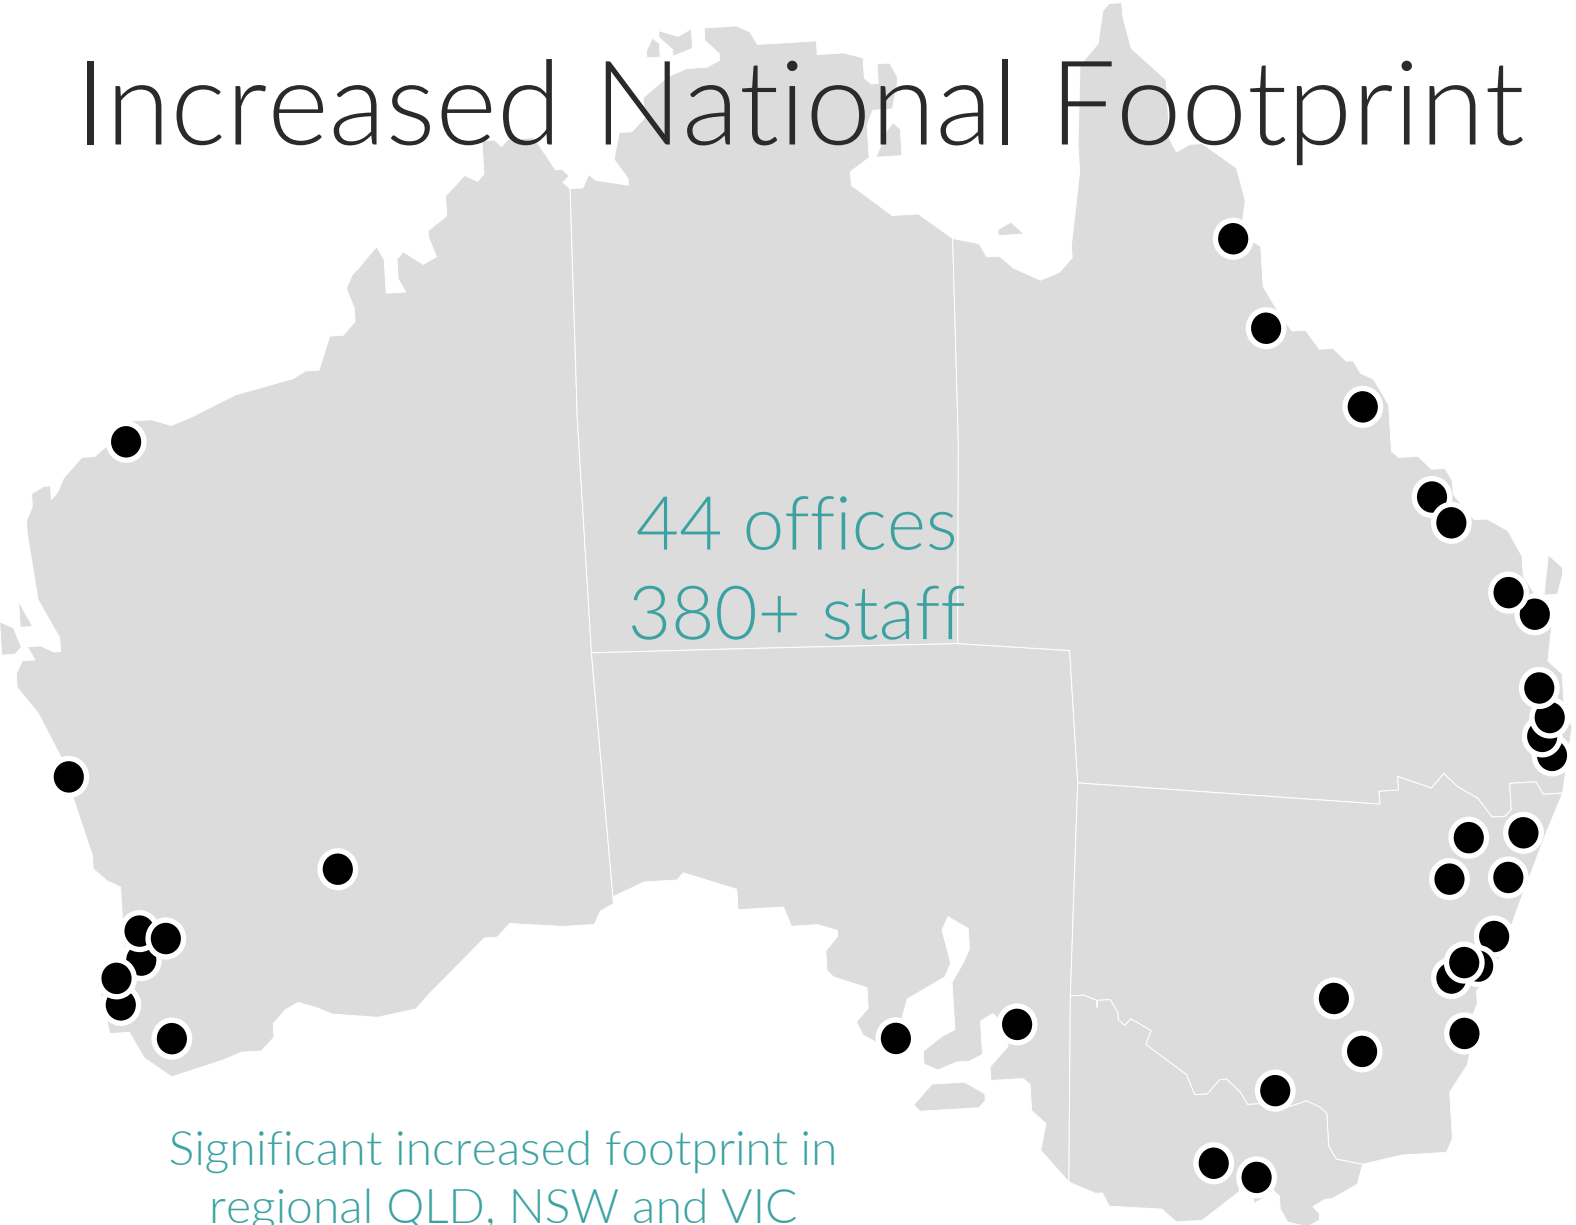 Increased National Footprint
44 offices
380+ staff
Significant increased footprint in
regional QLD, NSW and VIC